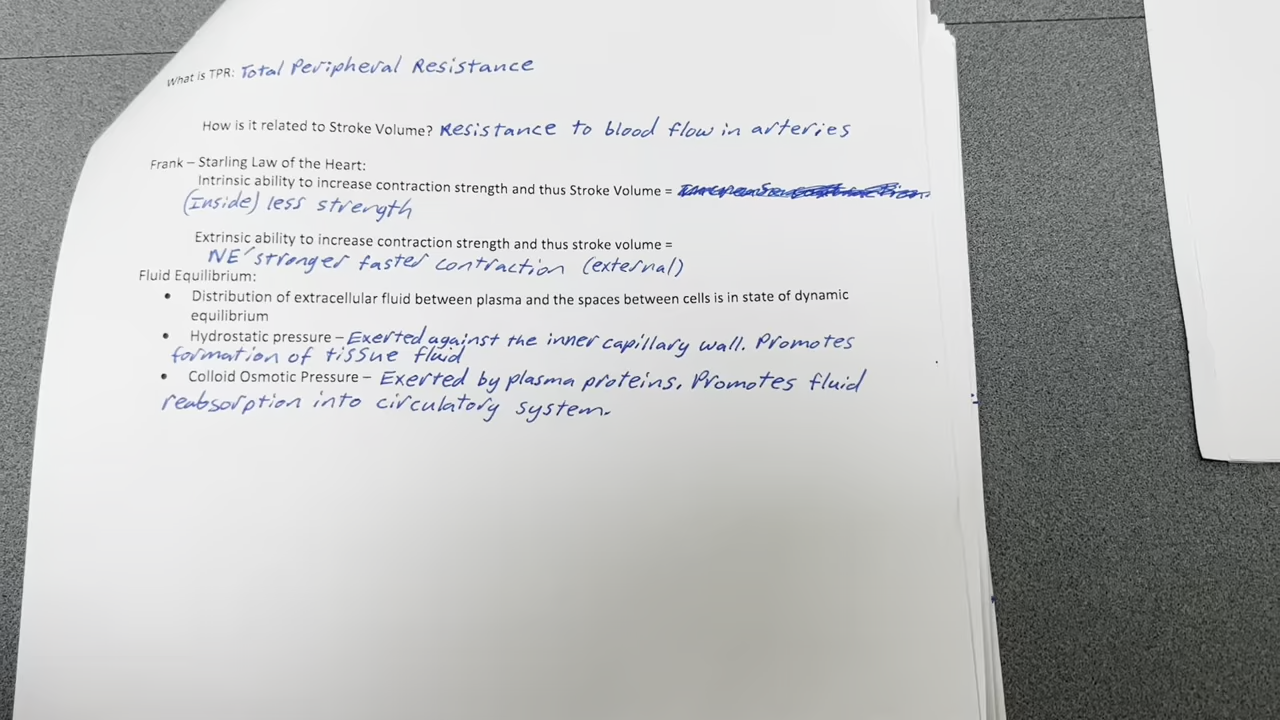 What is TPR: Total Peripheral Resistance
How is it related to Stroke Volume? Resistance to blood flow in arteries
Frank – Starling Law of the Heart:
Intrinsic ability to increase contraction strength and thus Stroke Volume =
(Inside) less strength
Extrinsic ability to increase contraction strength and thus stroke volume =
NE stronger faster contraction (external)
Fluid Equilibrium:
• Distribution of extracellular fluid between plasma and the spaces between cells is in state of dynamic
equilibrium
• Hydrostatic pressure – Exerted against the inner capillary wall. Promotes
formation of tissue fluid
• Colloid Osmotic Pressure – Exerted by plasma proteins. Promotes fluid
reabsorption into circulatory system.